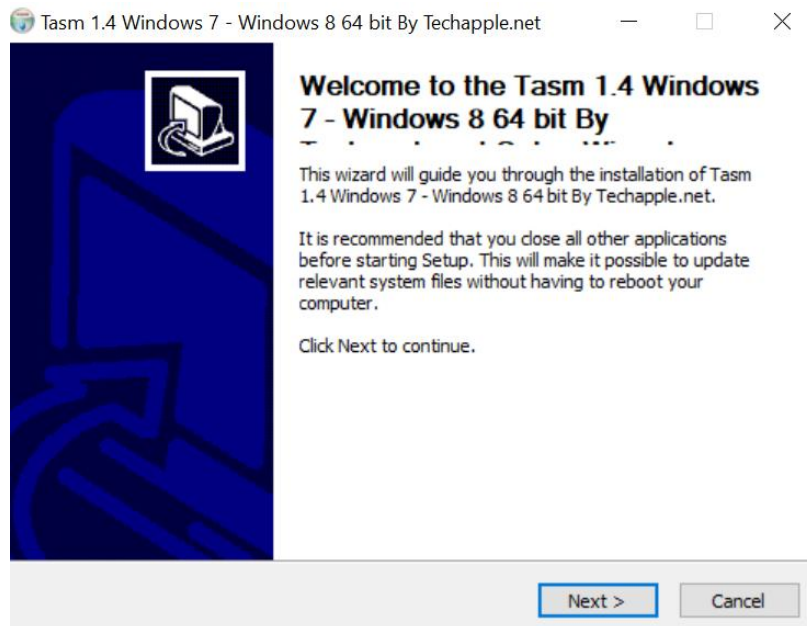 Tasm 1.4 Windows 7 - Windows 8 64 bit By Techapple.net
Welcome to the Tasm 1.4 Windows
7 - Windows 8 64 bit By
This wizard will guide you through the installation of Tasm
1.4 Windows 7 - Windows 8 64 bit By Techapple.net.
It is recommended that you close all other applications
before starting Setup. This will make it possible to update
relevant system files without having to reboot your
computer.
Click Next to continue.
Next >
Cancel